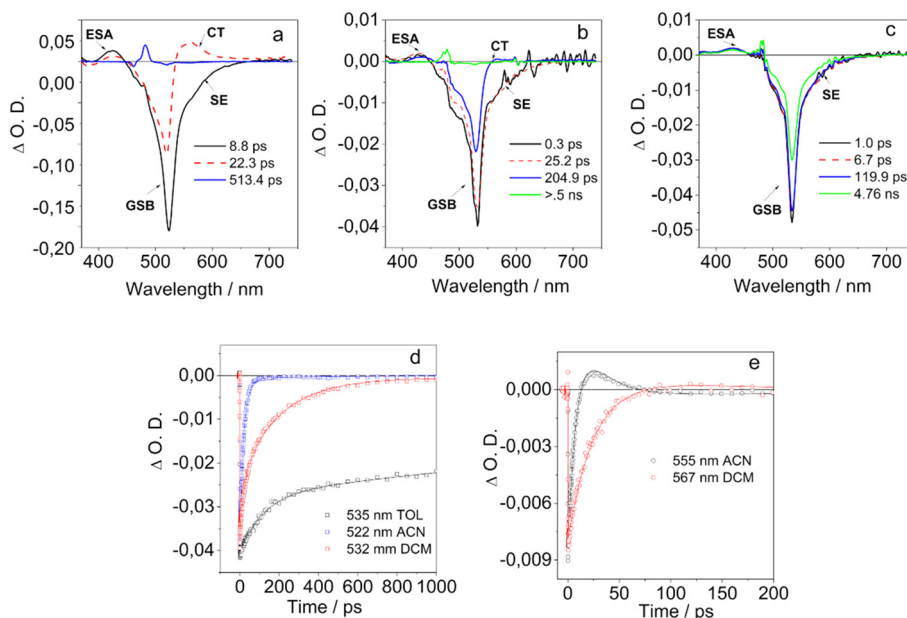 a
ESA
CT
SE
GSB
8.8 ps
22.3 ps
513.4 ps
0,05
0,00
-0,05
-0,10
-0,15
-0,20
Δ O. D.
400 500 600 700
Wavelength / nm
b
ESA
CT
SE
GSB
0.3 ps
25.2 ps
204.9 ps
>.5 ns
0,01
0,00
-0,01
-0,02
-0,03
-0,04
Δ O. D.
400 500 600 700
Wavelength / nm
c
ESA
SE
GSB
1.0 ps
6.7 ps
119.9 ps
4.76 ns
0,01
0,00
-0,01
-0,02
-0,03
-0,04
-0,05
Δ O. D.
400 500 600 700
Wavelength / nm
d
535 nm TOL
522 nm ACN
532 mm DCM
0,00
-0,01
-0,02
-0,03
-0,04
Δ O. D.
0 200 400 600 800 1000
Time / ps
e
555 nm ACN
567 nm DCM
0,000
-0,003
-0,006
-0,009
Δ O. D.
0 50 100 150 200
Time / ps